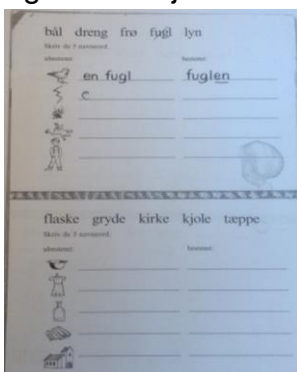 bål dreng frø fugl lyn
Skriv de 5 navneord.
ubestemt: bestemt:
en fugl fuglen
e
flaske gryde kirke kjole tæppe
Skriv de 5 navneord.
ubestemt: bestemt: